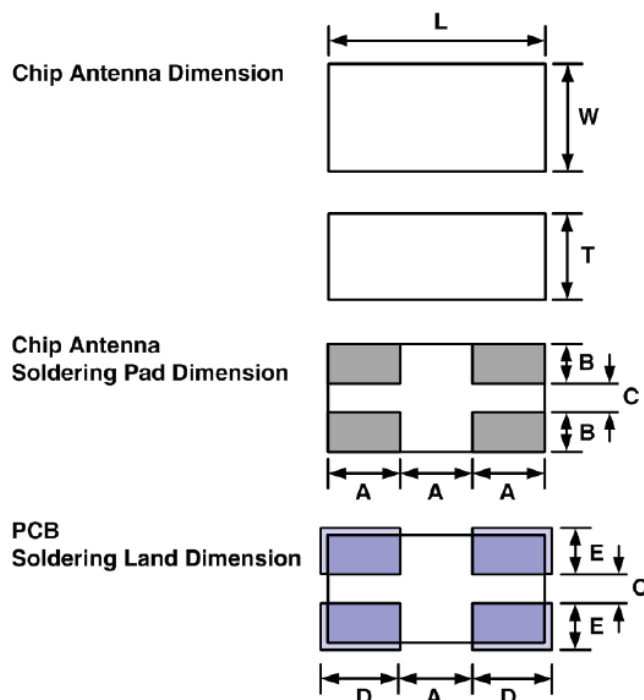 L
Chip Antenna Dimension
W
T
Chip Antenna
Soldering Pad Dimension
B
C
B
A A A
PCB
Soldering Land Dimension
E
E
D A D